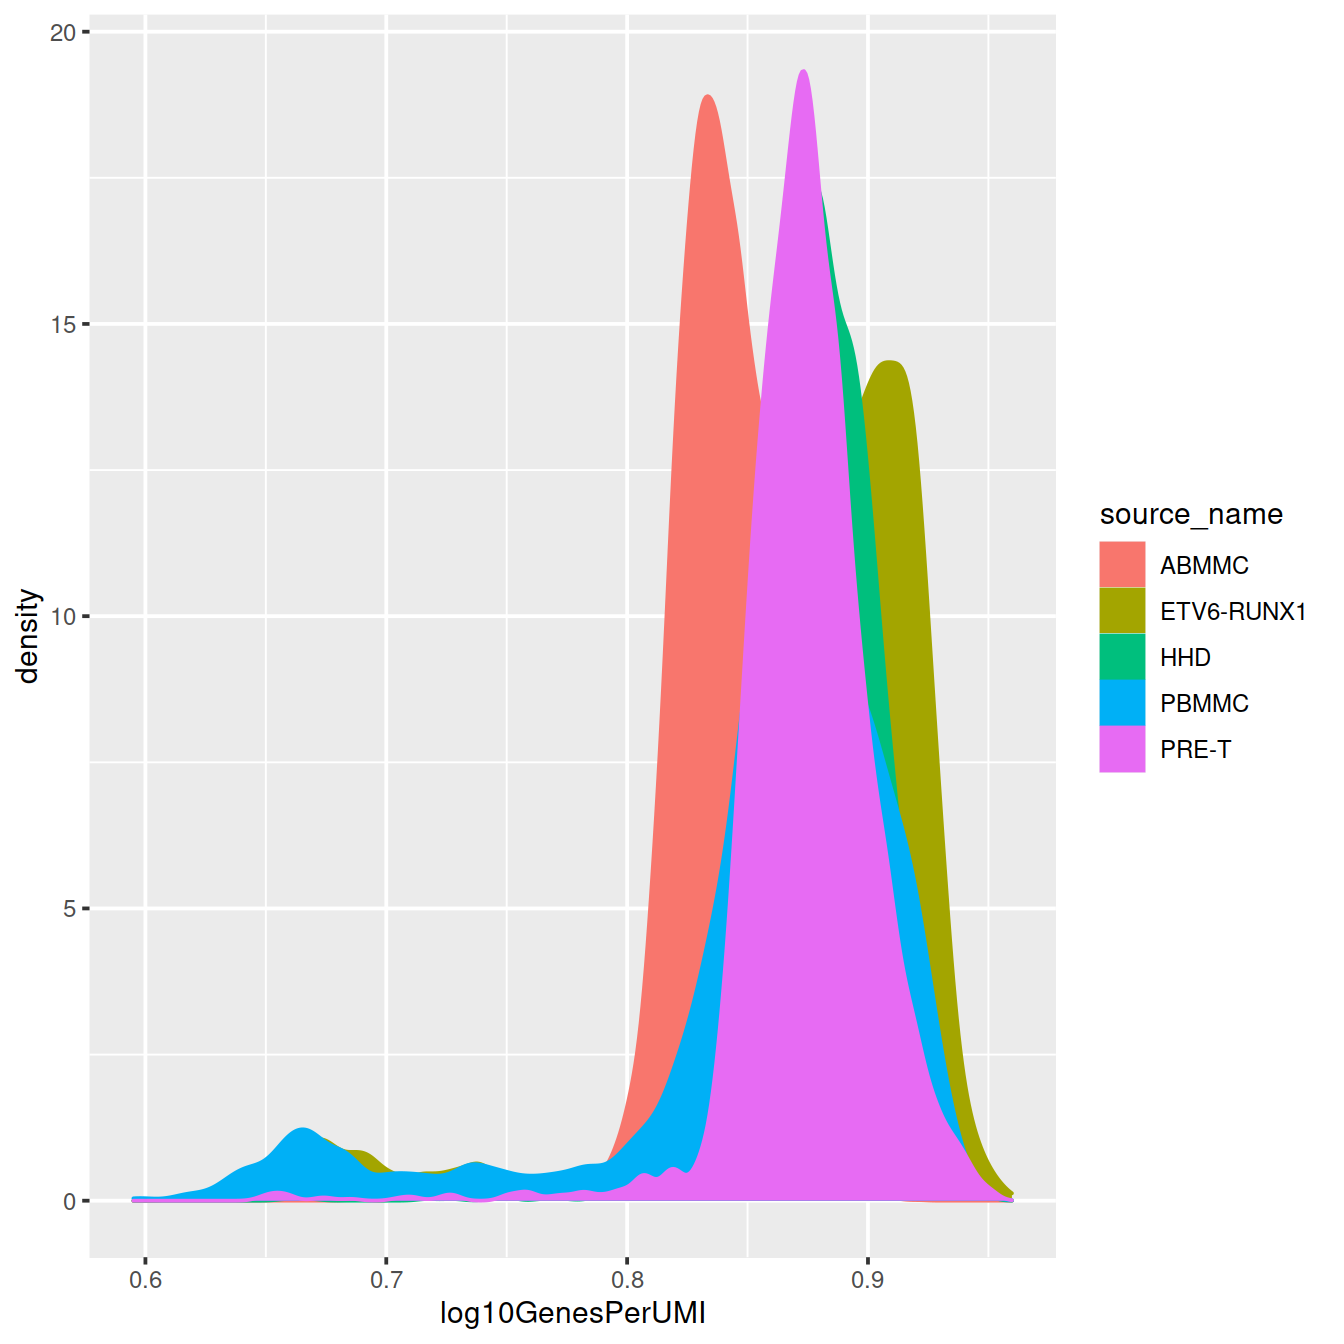 20
15
10
5
0
density
0.6 0.7 0.8 0.9
log10GenesPerUMI
source_name
ABMMC
ETV6-RUNX1
HHD
PBMMC
PRE-T